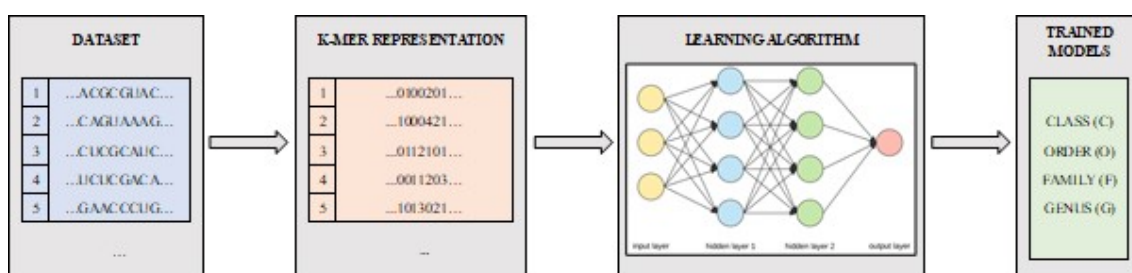 DATASET
1 ...ACGCGUAC...
2 ...CAGUAAAG...
3 ...CUCGCAUC...
4 ...UCUCGACA...
5 ...GAACCCUG...
...
K-MER REPRESENTATION
1 ...0100201...
2 ...1000421...
3 ...0112101...
4 ...0011203...
5 ...1013021...
...
LEARNING ALGORITHM
input layer hidden layer 1 hidden layer 2 output layer
TRAINED
MODELS
CLASS (C)
ORDER (O)
FAMILY (F)
GENUS (G)